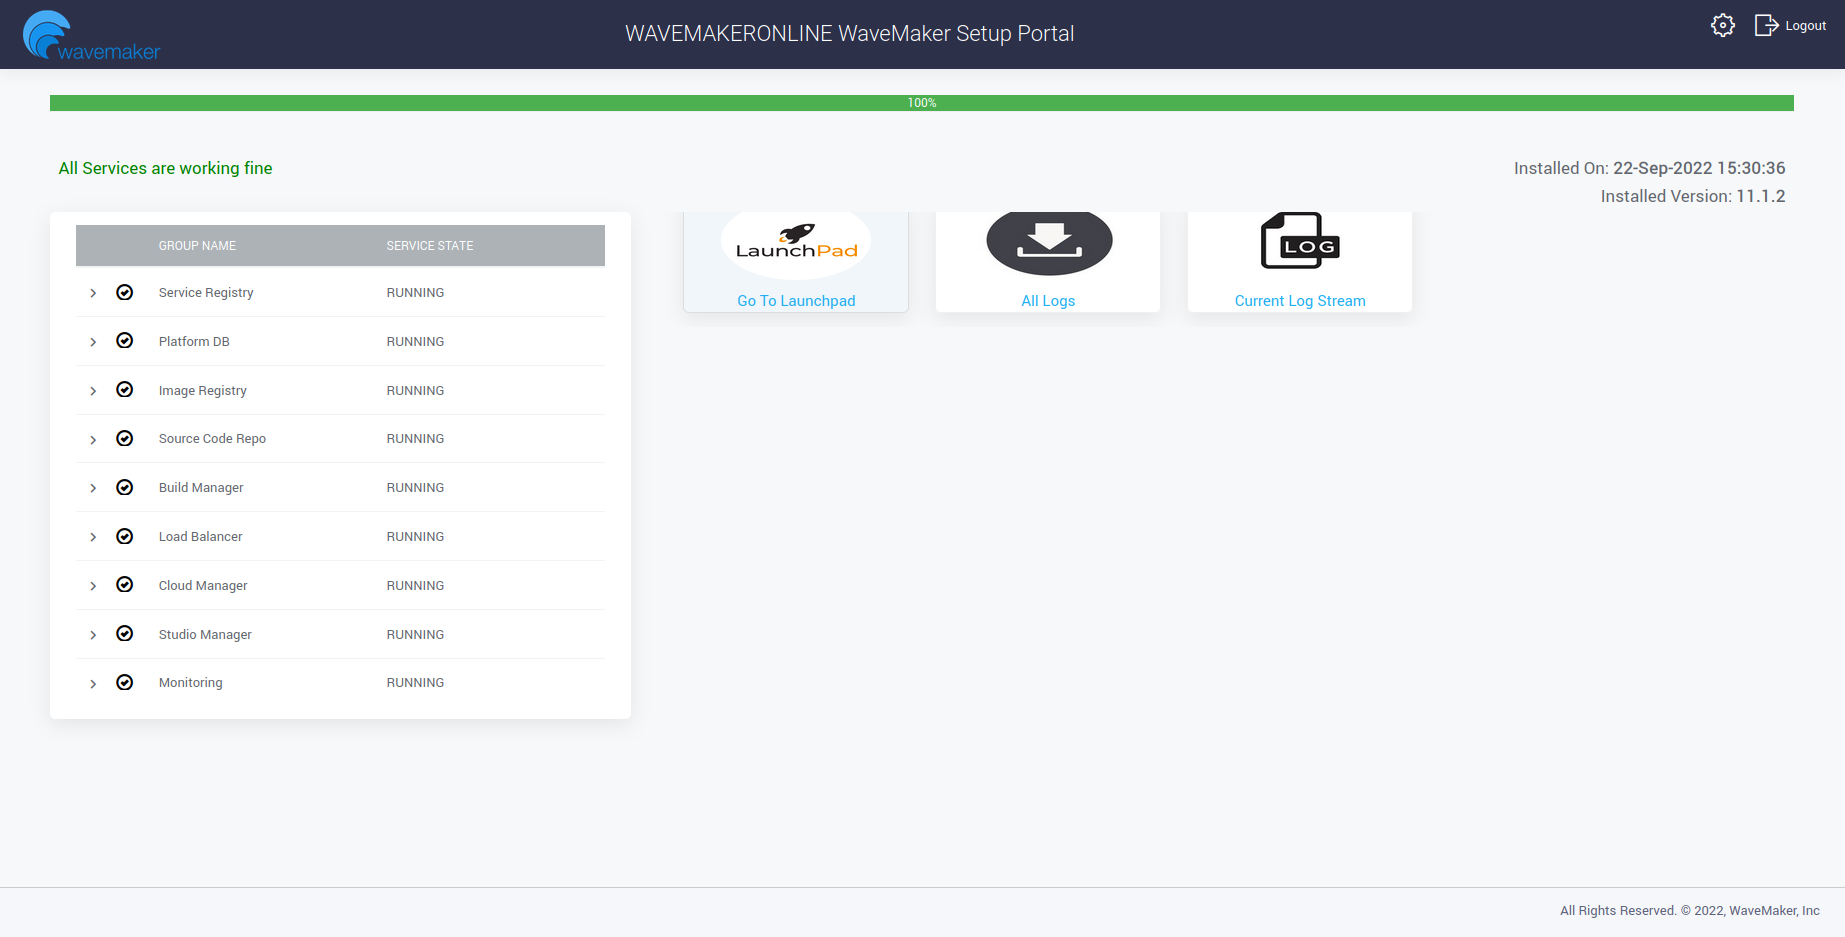 wavemaker
WAVEMAKERONLINE WaveMaker Setup Portal
Logout
100%
All Services are working fine
Installed On: 22-Sep-2022 15:30:36
Installed Version: 11.1.2
GROUP NAME SERVICE STATE
Service Registry RUNNING
Platform DB RUNNING
Image Registry RUNNING
Source Code Repo RUNNING
Build Manager RUNNING
Load Balancer RUNNING
Cloud Manager RUNNING
Studio Manager RUNNING
Monitoring RUNNING
LaunchPad
Go To Launchpad
All Logs
LOG
Current Log Stream
All Rights Reserved. © 2022, WaveMaker, Inc